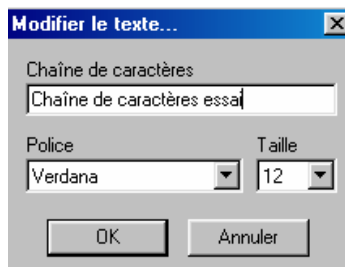 Modifier le texte...
Chaîne de caractères
Chaîne de caractères essai
Police Taille
Verdana 12
OK Annuler